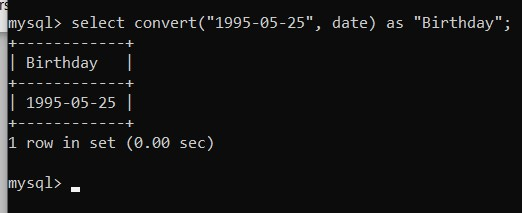 rs
mysql> select convert("1995-05-25", date) as "Birthday";
+------------+
| Birthday   |
+------------+
| 1995-05-25 |
+------------+
1 row in set (0.00 sec)
mysql>